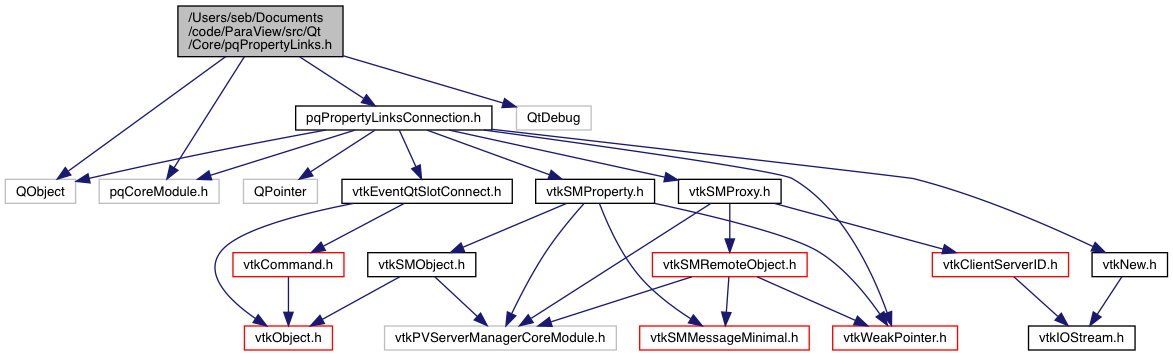 /Users/seb/Documents
/code/ParaView/src/Qt
/Core/pqPropertyLinks.h
pqPropertyLinksConnection.h
QtDebug
QObject
pqCoreModule.h
QPointer
vtkEventQtSlotConnect.h
vtkSMProperty.h
vtkSMProxy.h
vtkCommand.h
vtkSMObject.h
vtkSMRemoteObject.h
vtkClientServerID.h
vtkNew.h
vtkObject.h
vtkPVServerManagerCoreModule.h
vtkSMMessageMinimal.h
vtkWeakPointer.h
vtkIOStream.h